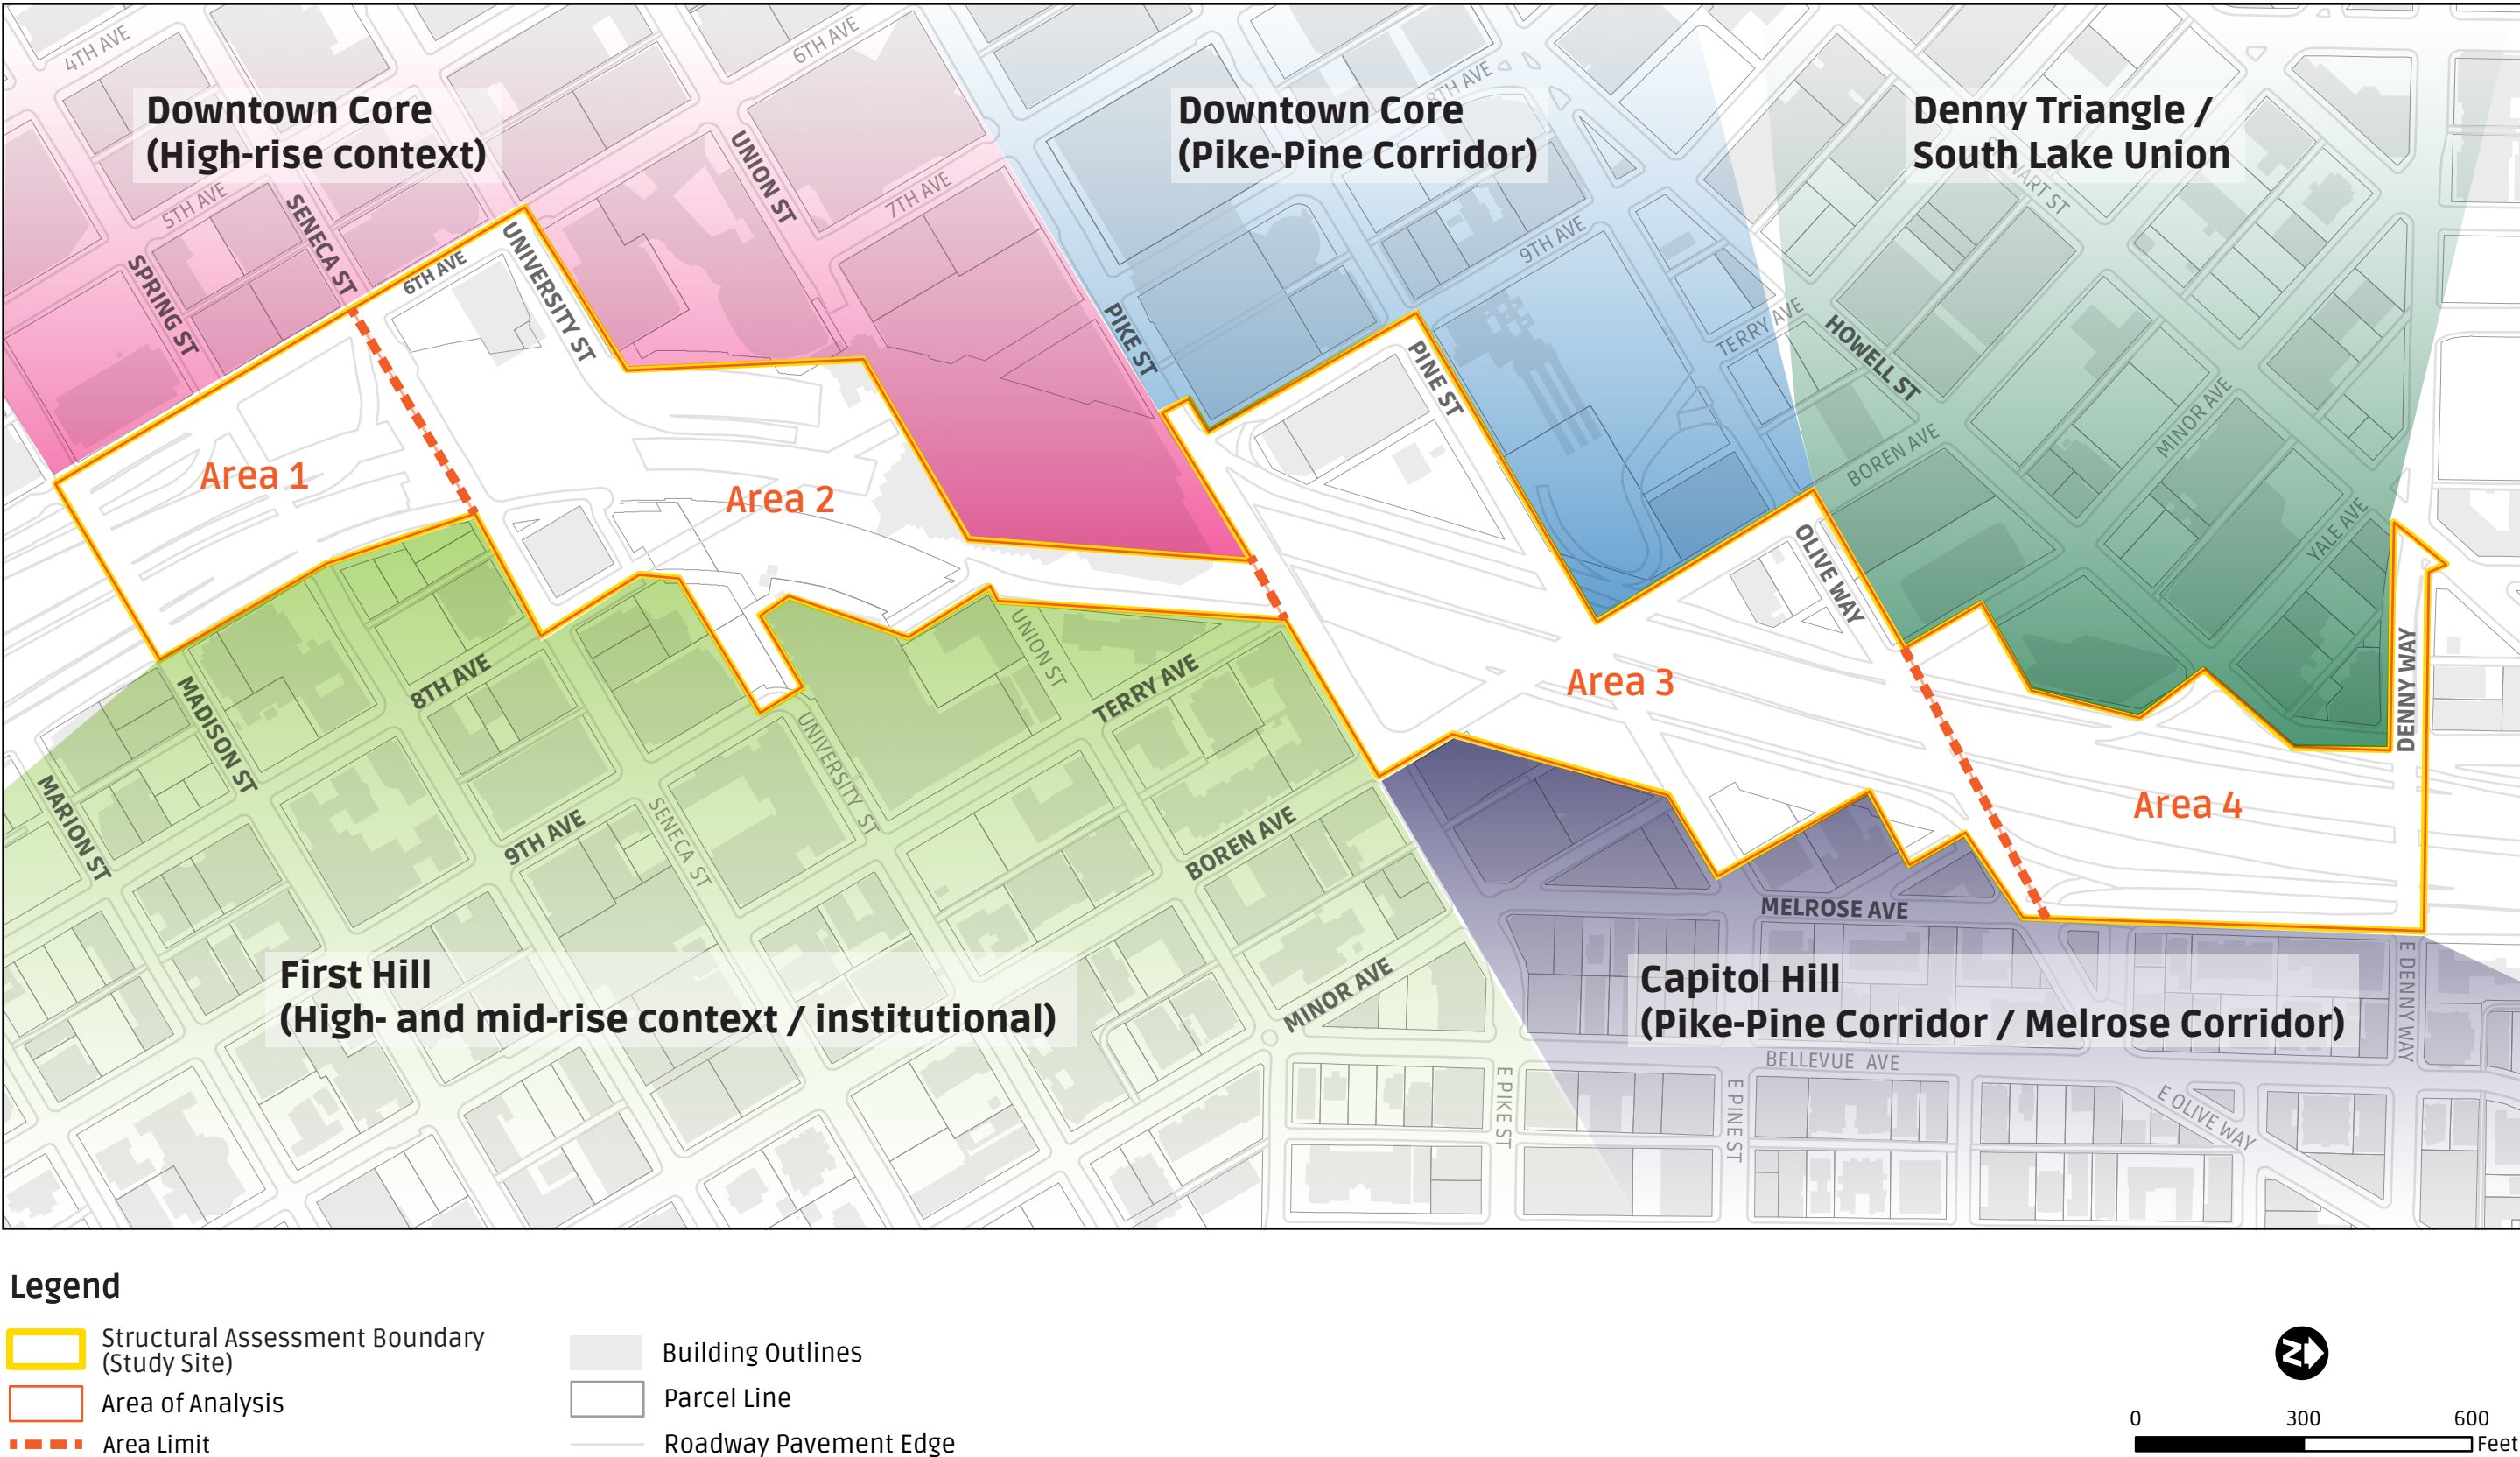 4TH AVE
6TH AVE
8TH AVE
Downtown Core
(High-rise context)
Downtown Core
(Pike-Pine Corridor)
Denny Triangle /
South Lake Union
5TH AVE
SENECA ST
UNION ST
7TH AVE
SPRING ST
6TH AVE
UNIVERSITY ST
PIKE ST
9TH AVE
TERRY AVE
HOWELL ST
PINE ST
MINOR AVE
BOREN AVE
YALE AVE
Area 1
Area 2
OLIVE WAY
Area 3
DENNY WAY
Area 4
MADISON ST
8TH AVE
UNION ST
TERRY AVE
UNIVERSITY ST
MARION ST
9TH AVE
SENECA ST
BOREN AVE
MELROSE AVE
First Hill
(High- and mid-rise context / institutional)
MINOR AVE
Capitol Hill
(Pike-Pine Corridor / Melrose Corridor)
E DENNY WAY
BELLEVUE AVE
E PIKE ST
E PINE ST
E OLIVE WAY
Legend
Structural Assessment Boundary
(Study Site)
Area of Analysis
Area Limit
Building Outlines
Parcel Line
Roadway Pavement Edge
N
0 300 600
Feet